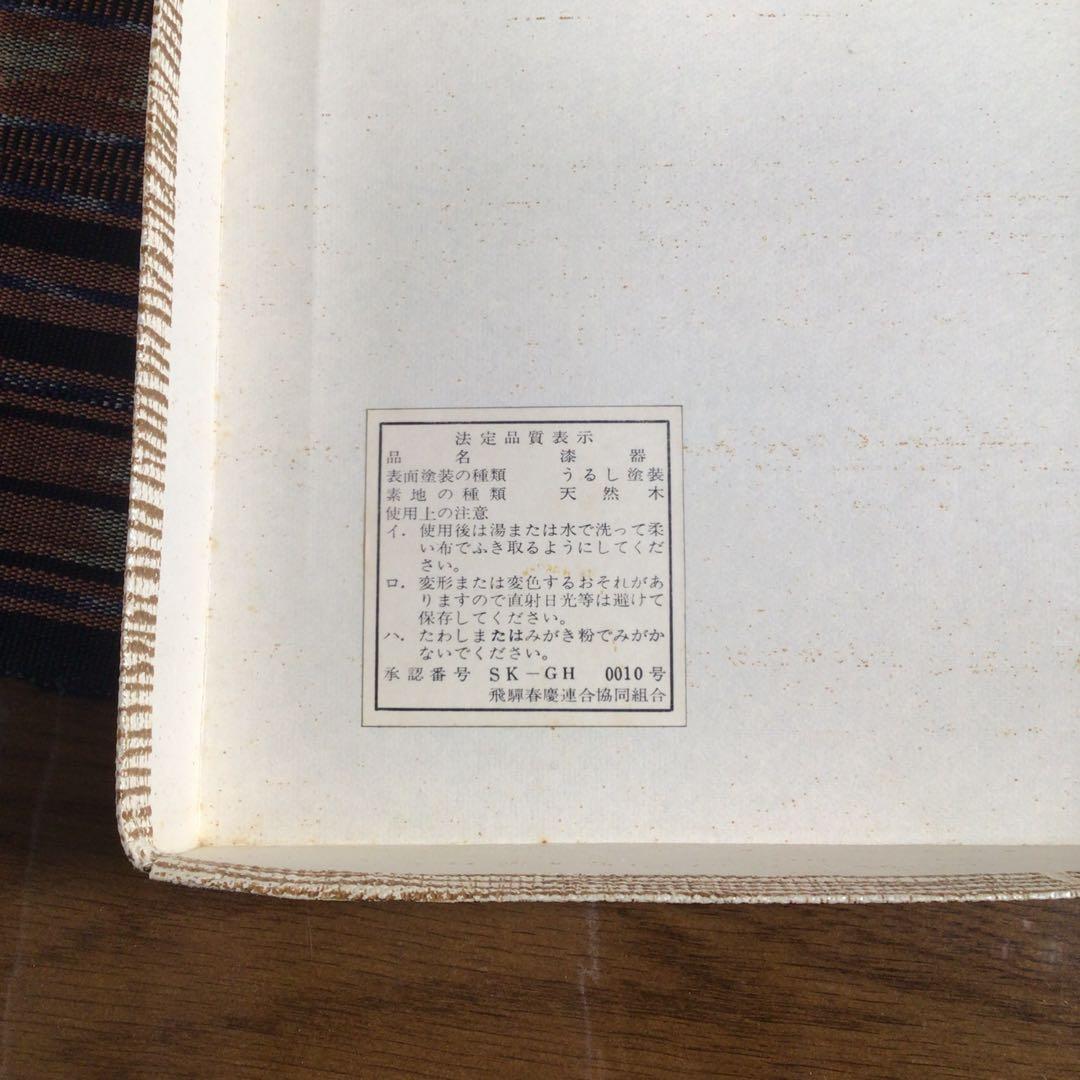 法定品質表示
品名 漆器
表面塗装の種類 うるし塗装
素地の種類 天然木
使用上の注意
イ. 使用後は湯または水で洗って柔
い布でふき取るようにしてくだ
さい。
ロ. 変形または変色するおそれがあ
りますので直射日光等は避けて
保存してください。
ハ. たわしまたはみがき粉でみがか
ないでください。
承認番号 SK-GH 0010号
飛騨春慶連合協同組合